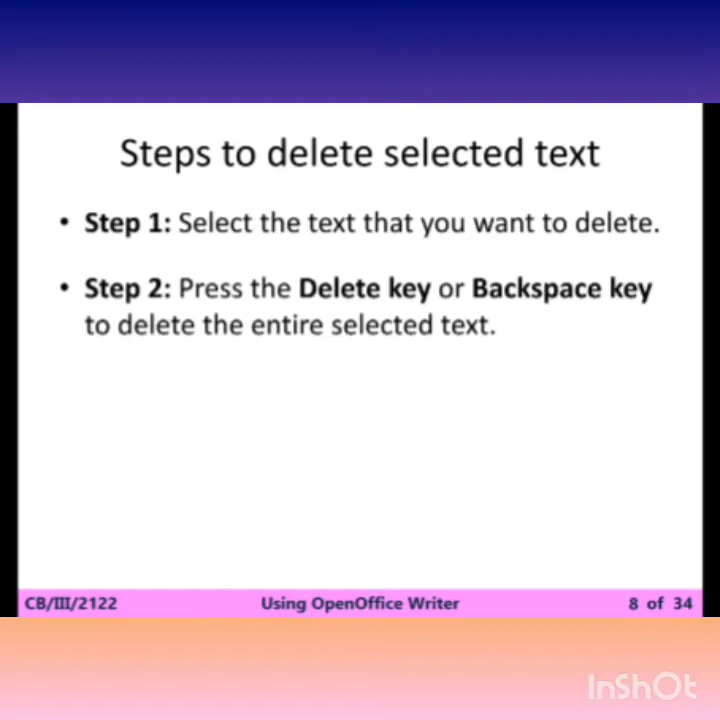 Steps to delete selected text
• Step 1: Select the text that you want to delete.
• Step 2: Press the Delete key or Backspace key
to delete the entire selected text.
CB/III/2122 Using OpenOffice Writer 8 of 34
InShOt